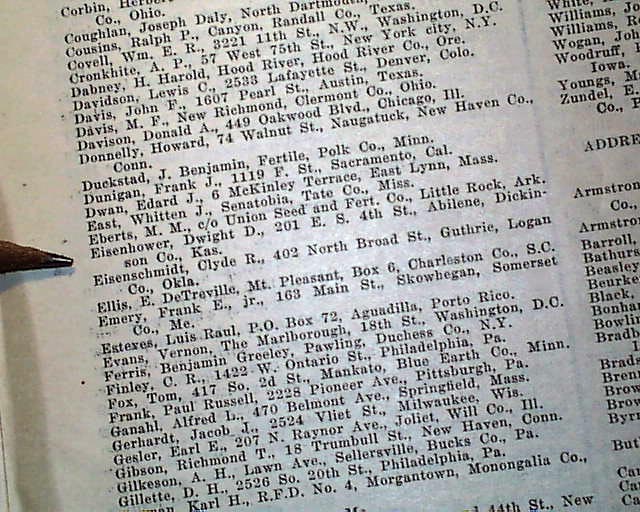 Corbin,
Co., Ohio.
Coughlan, Joseph Daly, North
Cousins, Ralph P., Canyon, Randall Co., Texas.
Covell, Wm. E. R., 3221 11th St., N.W., Washington, D.C.
Cronkhite, A. P., 57 West 75th St., New York city, N.Y.
Dabney, H. Harold, Hood River, Hood River Co., Ore.
Davidson, Lewis C., 2533 Lafayette St., Denver, Colo.
Davis, John F., 1607 Pearl St., Austin, Texas.
Davis, M. F., New Richmond, Clermont Co., Ohio.
Davison, Donald A., 449 Oakwood Blvd., Chicago, Ill.
Donnelly, Howard, 74 Walnut St., Naugatuck, New Haven Co.,
Conn.
Duckstad, J. Benjamin, Fertile, Polk Co., Minn.
Dunigan, Frank J., 1119 F. St., Sacramento, Cal.
Dwan, Edard J., 6 McKinley Terrace, East Lynn, Mass.
East, Whitten J., Senatobia, Tate Co., Miss.
Eberts, M. M., c/o Union Seed and Fert. Co., Little Rock, Ark.
Eisenhower, Dwight D., 201 E. S. 4th St., Abilene, Dickin-
son Co., Kas.
Eisenschmidt, Clyde R., 402 North Broad St., Guthrie, Logan
Co., Okla.
Ellis, E. DeTreville, Mt. Pleasant, Box 6, Charleston Co., S.C.
Emery, Frank E., jr., 163 Main St., Skowhegan, Somerset
Co., Me.
Estexes, Luis Raul, P.O. Box 72, Aguadilla, Porto Rico.
Evans, Vernon, The Marlborough, 18th St., Washington, D.C.
Ferris, Benjamin Greeley, Pawling, Duchess Co., N.Y.
Finley, C. R., 1422 W. Ontario St., Philadelphia, Pa.
Fox, Tom, 417 So. 2d St., Mankato, Blue Earth Co., Minn.
Frank, Paul Russell, 2228 Pioneer Ave., Pittsburgh, Pa.
Ganahl, Alfred L., 470 Belmont Ave., Springfield, Mass.
Gerhardt, Jacob J., 2524 Vliet St., Milwaukee, Wis.
Gesler, Earl E., 207 N. Raynor Ave., Joliet, Will Co., Ill.
Gibson, Richmond T., 18 Trumbull St., New Haven, Conn.
Gilkeson, A. H., Lawn Ave., Sellersville, Bucks Co., Pa.
Gillette, D. H., 2526 So. 20th St., Philadelphia, Pa.
Karl H., R.F.D. No. 4, Morgantown, Monongalia Co.,
44th St., New
White,
Williams,
Williams,
Wogan,
Woodruff,
Iowa.
Youngs, M
Zundel, E.
Co.,
ADDRE
Armstron
Co.,
Armstro
Barroll
Bathurs
Beasley
Beurke
Black,
Bonha
Bowlin
Bradl
Brad
Bren
Brow
Byr
But
Ca
Ca